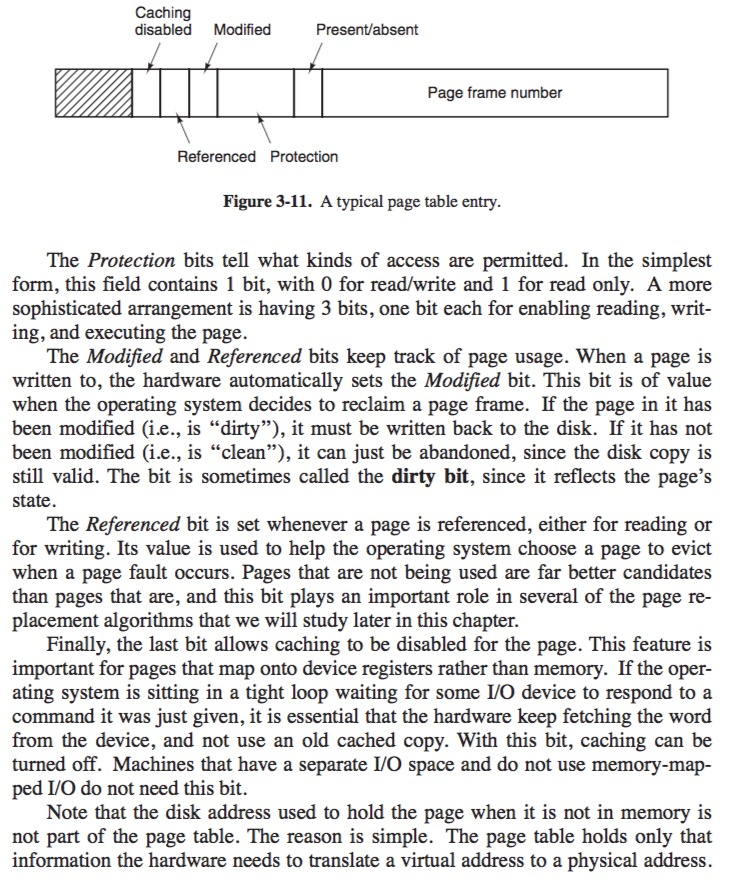 Caching
disabled Modified Present/absent
Page frame number
Referenced Protection
Figure 3-11. A typical page table entry.
The Protection bits tell what kinds of access are permitted. In the simplest
form, this field contains 1 bit, with 0 for read/write and 1 for read only. A more
sophisticated arrangement is having 3 bits, one bit each for enabling reading, writ-
ing, and executing the page.
The Modified and Referenced bits keep track of page usage. When a page is
written to, the hardware automatically sets the Modified bit. This bit is of value
when the operating system decides to reclaim a page frame. If the page in it has
been modified (i.e., is “dirty”), it must be written back to the disk. If it has not
been modified (i.e., is “clean”), it can just be abandoned, since the disk copy is
still valid. The bit is sometimes called the dirty bit, since it reflects the page’s
state.
The Referenced bit is set whenever a page is referenced, either for reading or
for writing. Its value is used to help the operating system choose a page to evict
when a page fault occurs. Pages that are not being used are far better candidates
than pages that are, and this bit plays an important role in several of the page re-
placement algorithms that we will study later in this chapter.
Finally, the last bit allows caching to be disabled for the page. This feature is
important for pages that map onto device registers rather than memory. If the oper-
ating system is sitting in a tight loop waiting for some I/O device to respond to a
command it was just given, it is essential that the hardware keep fetching the word
from the device, and not use an old cached copy. With this bit, caching can be
turned off. Machines that have a separate I/O space and do not use memory-map-
ped I/O do not need this bit.
Note that the disk address used to hold the page when it is not in memory is
not part of the page table. The reason is simple. The page table holds only that
information the hardware needs to translate a virtual address to a physical address.